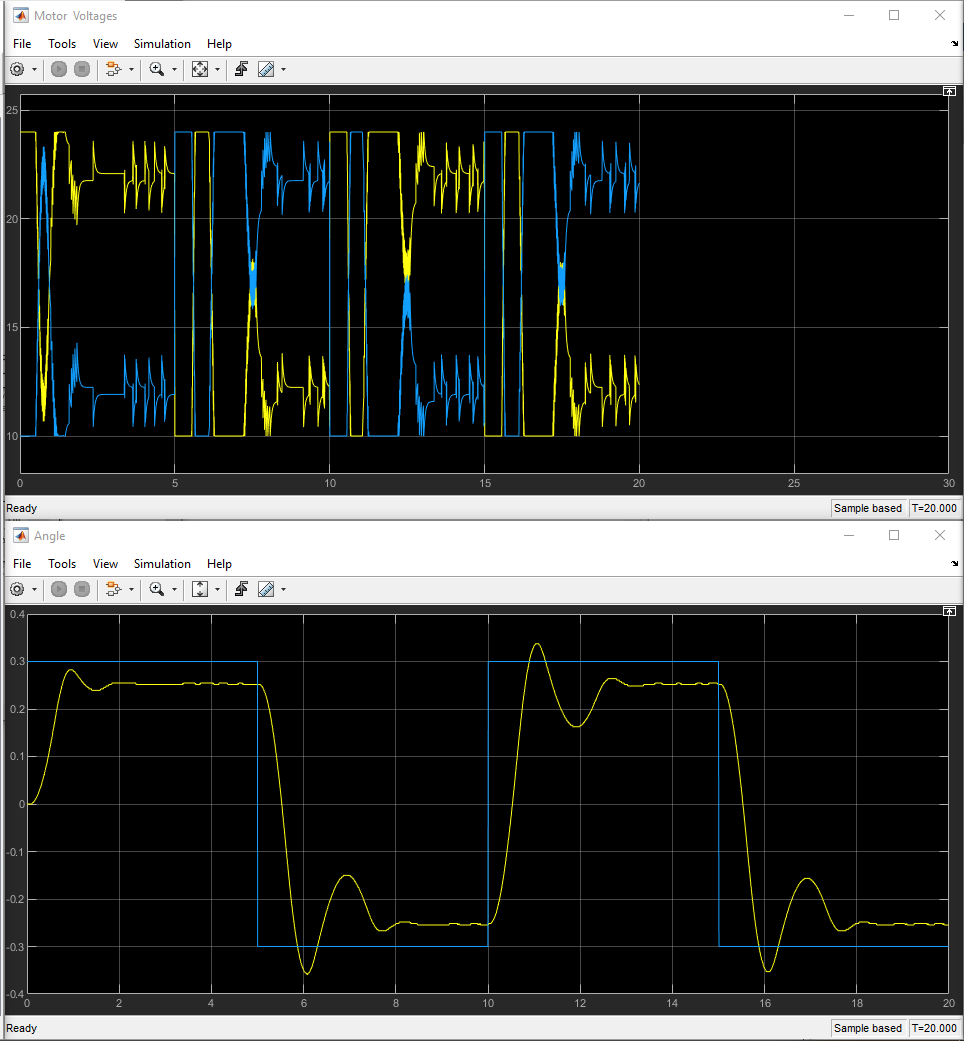 Motor Voltages
File Tools View Simulation Help
25
20
15
10
0 5 10 15 20 25 30
Ready Sample based T=20.000
Angle
File Tools View Simulation Help
0.4
0.3
0.2
0.1
0
-0.1
-0.2
-0.3
-0.4
0 2 4 6 8 10 12 14 16 18 20
Ready Sample based T=20.000